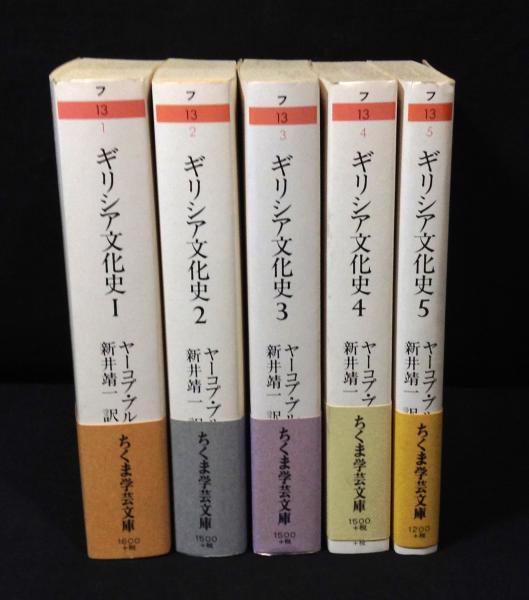 フ
13
1
ギリシア文化史1
ヤーコプ・ブル
新井靖一 訳
ちくま学芸文庫
1600
+税
フ
13
2
ギリシア文化史2
ヤーコプ・ブル
新井靖一 訳
ちくま学芸文庫
1500
+税
フ
13
3
ギリシア文化史3
ヤーコプ・ブル
新井靖一 訳
ちくま学芸文庫
1500
+税
フ
13
4
ギリシア文化史4
ヤーコプ・ブ
新井靖一
ちくま学芸文庫
1500
+税
フ
13
5
ギリシア文化史5
ヤーコプ・ブル
新井靖一 訳
ちくま学芸文庫
1200
+税